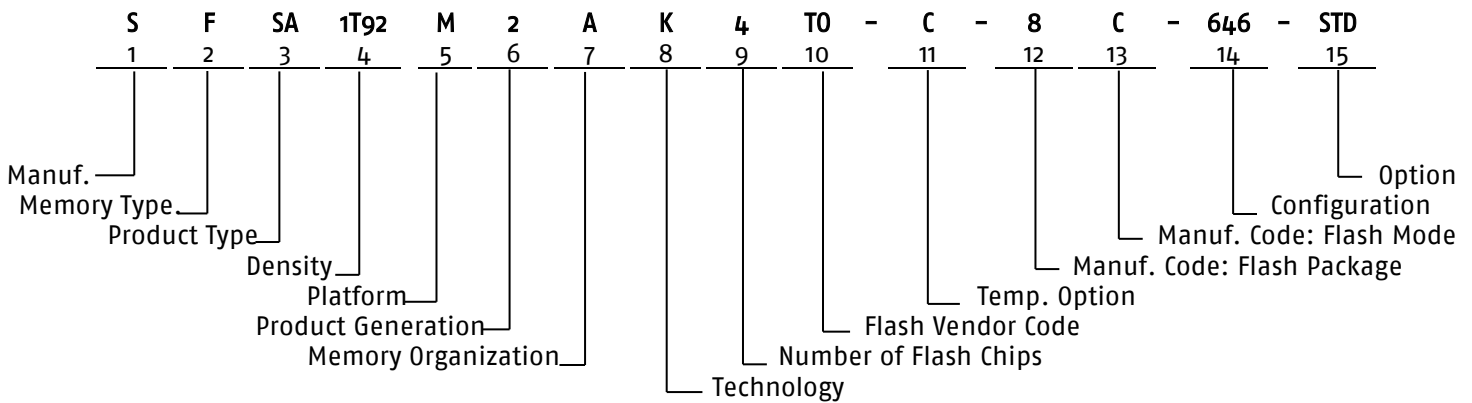 S F SA 1T92 M 2 A K 4 TO - C - 8 C - 646 - STD
1 2 3 4 5 6 7 8 9 10 11 12 13 14 15
Manuf. Option
Memory Type. Configuration
Product Type Manuf. Code: Flash Mode
Density Manuf. Code: Flash Package
Platform Temp. Option
Product Generation Flash Vendor Code
Memory Organization Number of Flash Chips
Technology